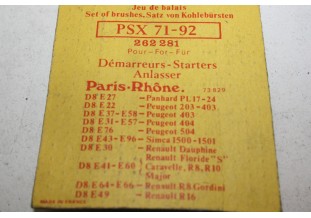 Jeu de balais
Set of brushes, Satz von Kohlebürsten
PSX 71-92
262 281
Pour-For-Für
Démarreurs-Starters
Anlasser
Paris-Rhône. 13 620
D8 E 27 - Panhard PL17-24
D8 E 22 - Peugeot 203-403
D8 E 37-E58 - Peugeot 403
D8 E 31-E57 - Peugeot 404
D8 E 76 - Peugeot 504
D8 E 43-E96 - Simca 1300-1501
D8 E 30 - Renault Dauphine
Renault Floride "S"
D8 E 41-E60 Caravelle, R8, R10
Major
D8 E 64-E66 - Renault R8 Gordini
D8 E 49 - Renault R16
MADE IN FRANCE